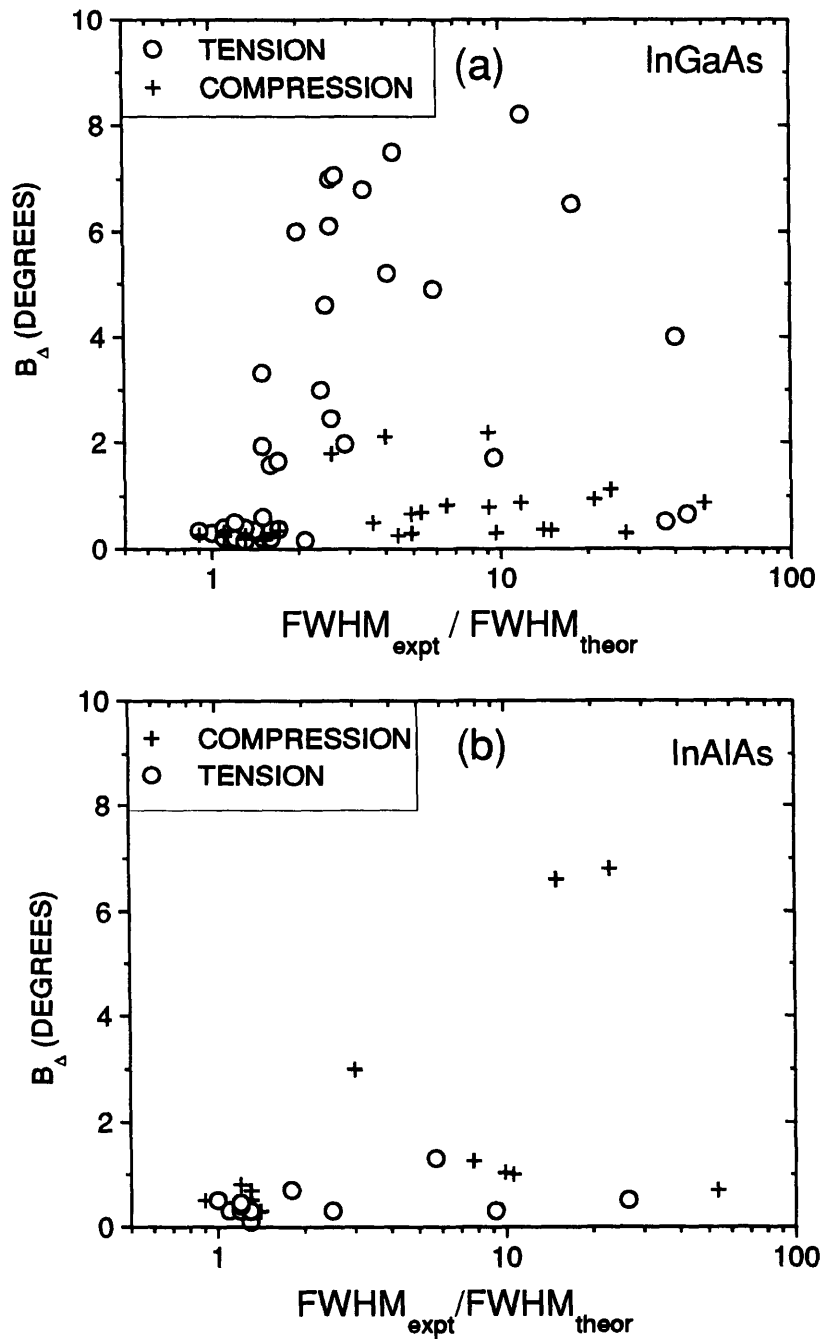 10
8
6
4
2
0
B_Δ (DEGREES)
TENSION
COMPRESSION
(a)
InGaAs
1
10
100
FWHM_expt / FWHM_theor
10
8
6
4
2
0
B_Δ (DEGREES)
COMPRESSION
TENSION
(b)
InAlAs
1
10
100
FWHM_expt/FWHM_theor